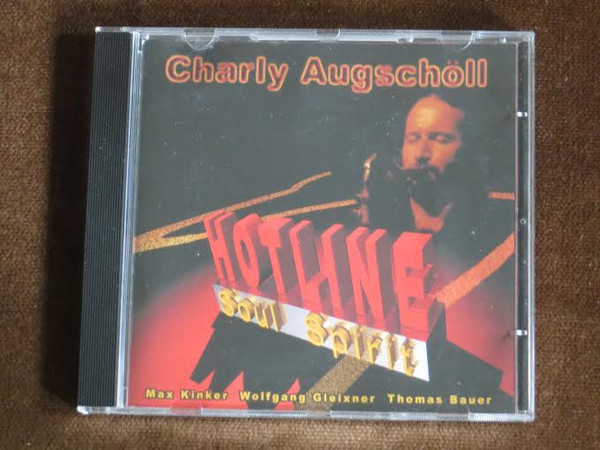 Charly Augschöll
HOTLINE
Soul Spirit
Max Kinker Wolfgang Gleixner Thomas Bauer